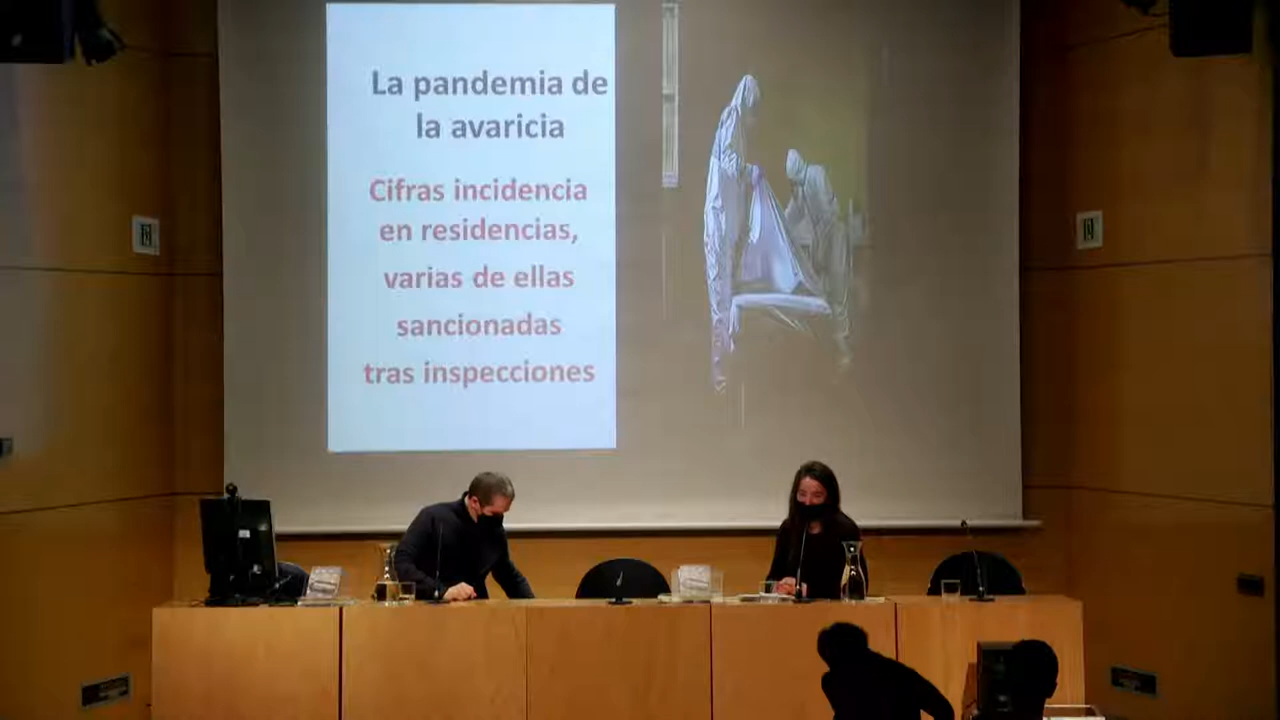 La pandemia de
la avaricia
Cifras incidencia
en residencias,
varias de ellas
sancionadas
tras inspecciones